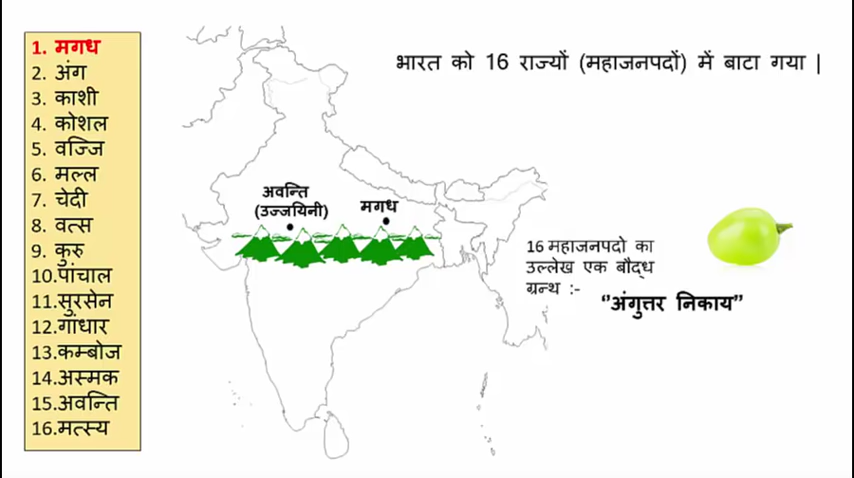 1. मगध
2. अंग
3. काशी
4. कोशल
5. वज्जि
6. मल्ल
7. चेदी
8. वत्स
9. कुरु
10.पांचाल
11.सुरसेन
12.गांधार
13.कम्बोज
14.अस्मक
15.अवन्ति
16.मत्स्य
भारत को 16 राज्यों (महाजनपदों) में बाटा गया |
अवन्ति
(उज्जयिनी)
मगध
16 महाजनपदो का
उल्लेख एक बौद्ध
ग्रन्थ :-
“अंगुत्तर निकाय”